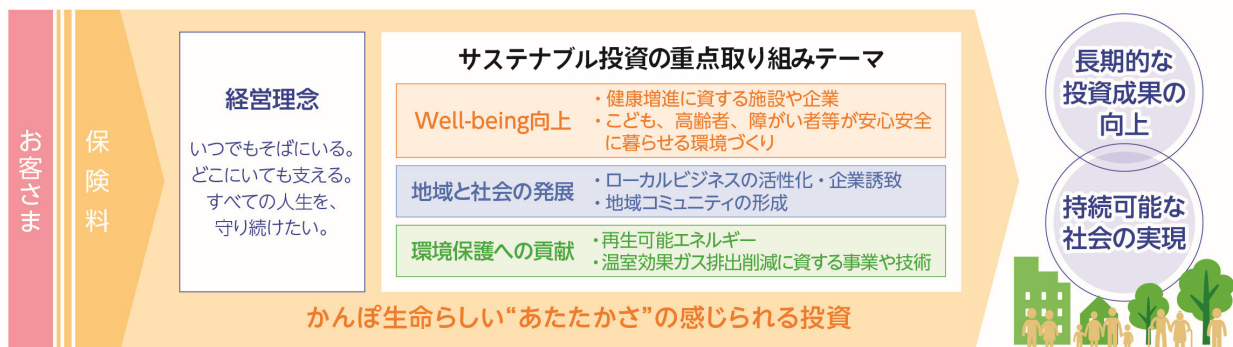 お客さま
保険料
経営理念
いつでもそばにいる。
どこにいても支える。
すべての人生を、
守り続けたい。
サステナブル投資の重点取り組みテーマ
Well-being向上
・健康増進に資する施設や企業
・こども、高齢者、障がい者等が安心安全
に暮らせる環境づくり
地域と社会の発展
・ローカルビジネスの活性化・企業誘致
・地域コミュニティの形成
環境保護への貢献
・再生可能エネルギー
・温室効果ガス排出削減に資する事業や技術
かんぽ生命らしい“あたたかさ”の感じられる投資
長期的な
投資成果の
向上
持続可能な
社会の実現